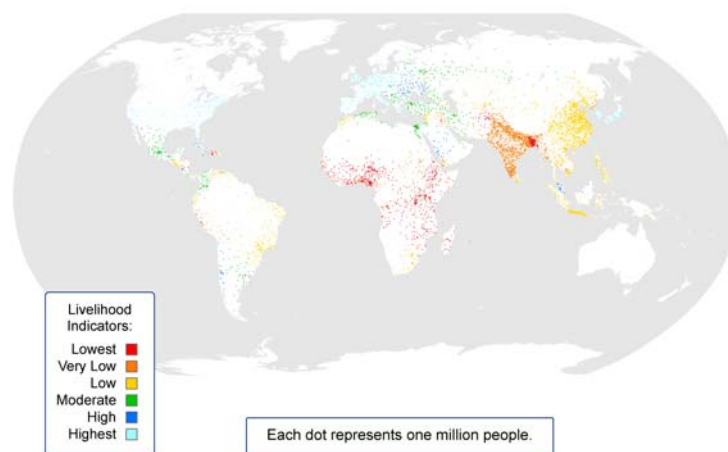 Livelihood
Indicators:
Lowest
Very Low
Low
Moderate
High
Highest
Each dot represents one million people.